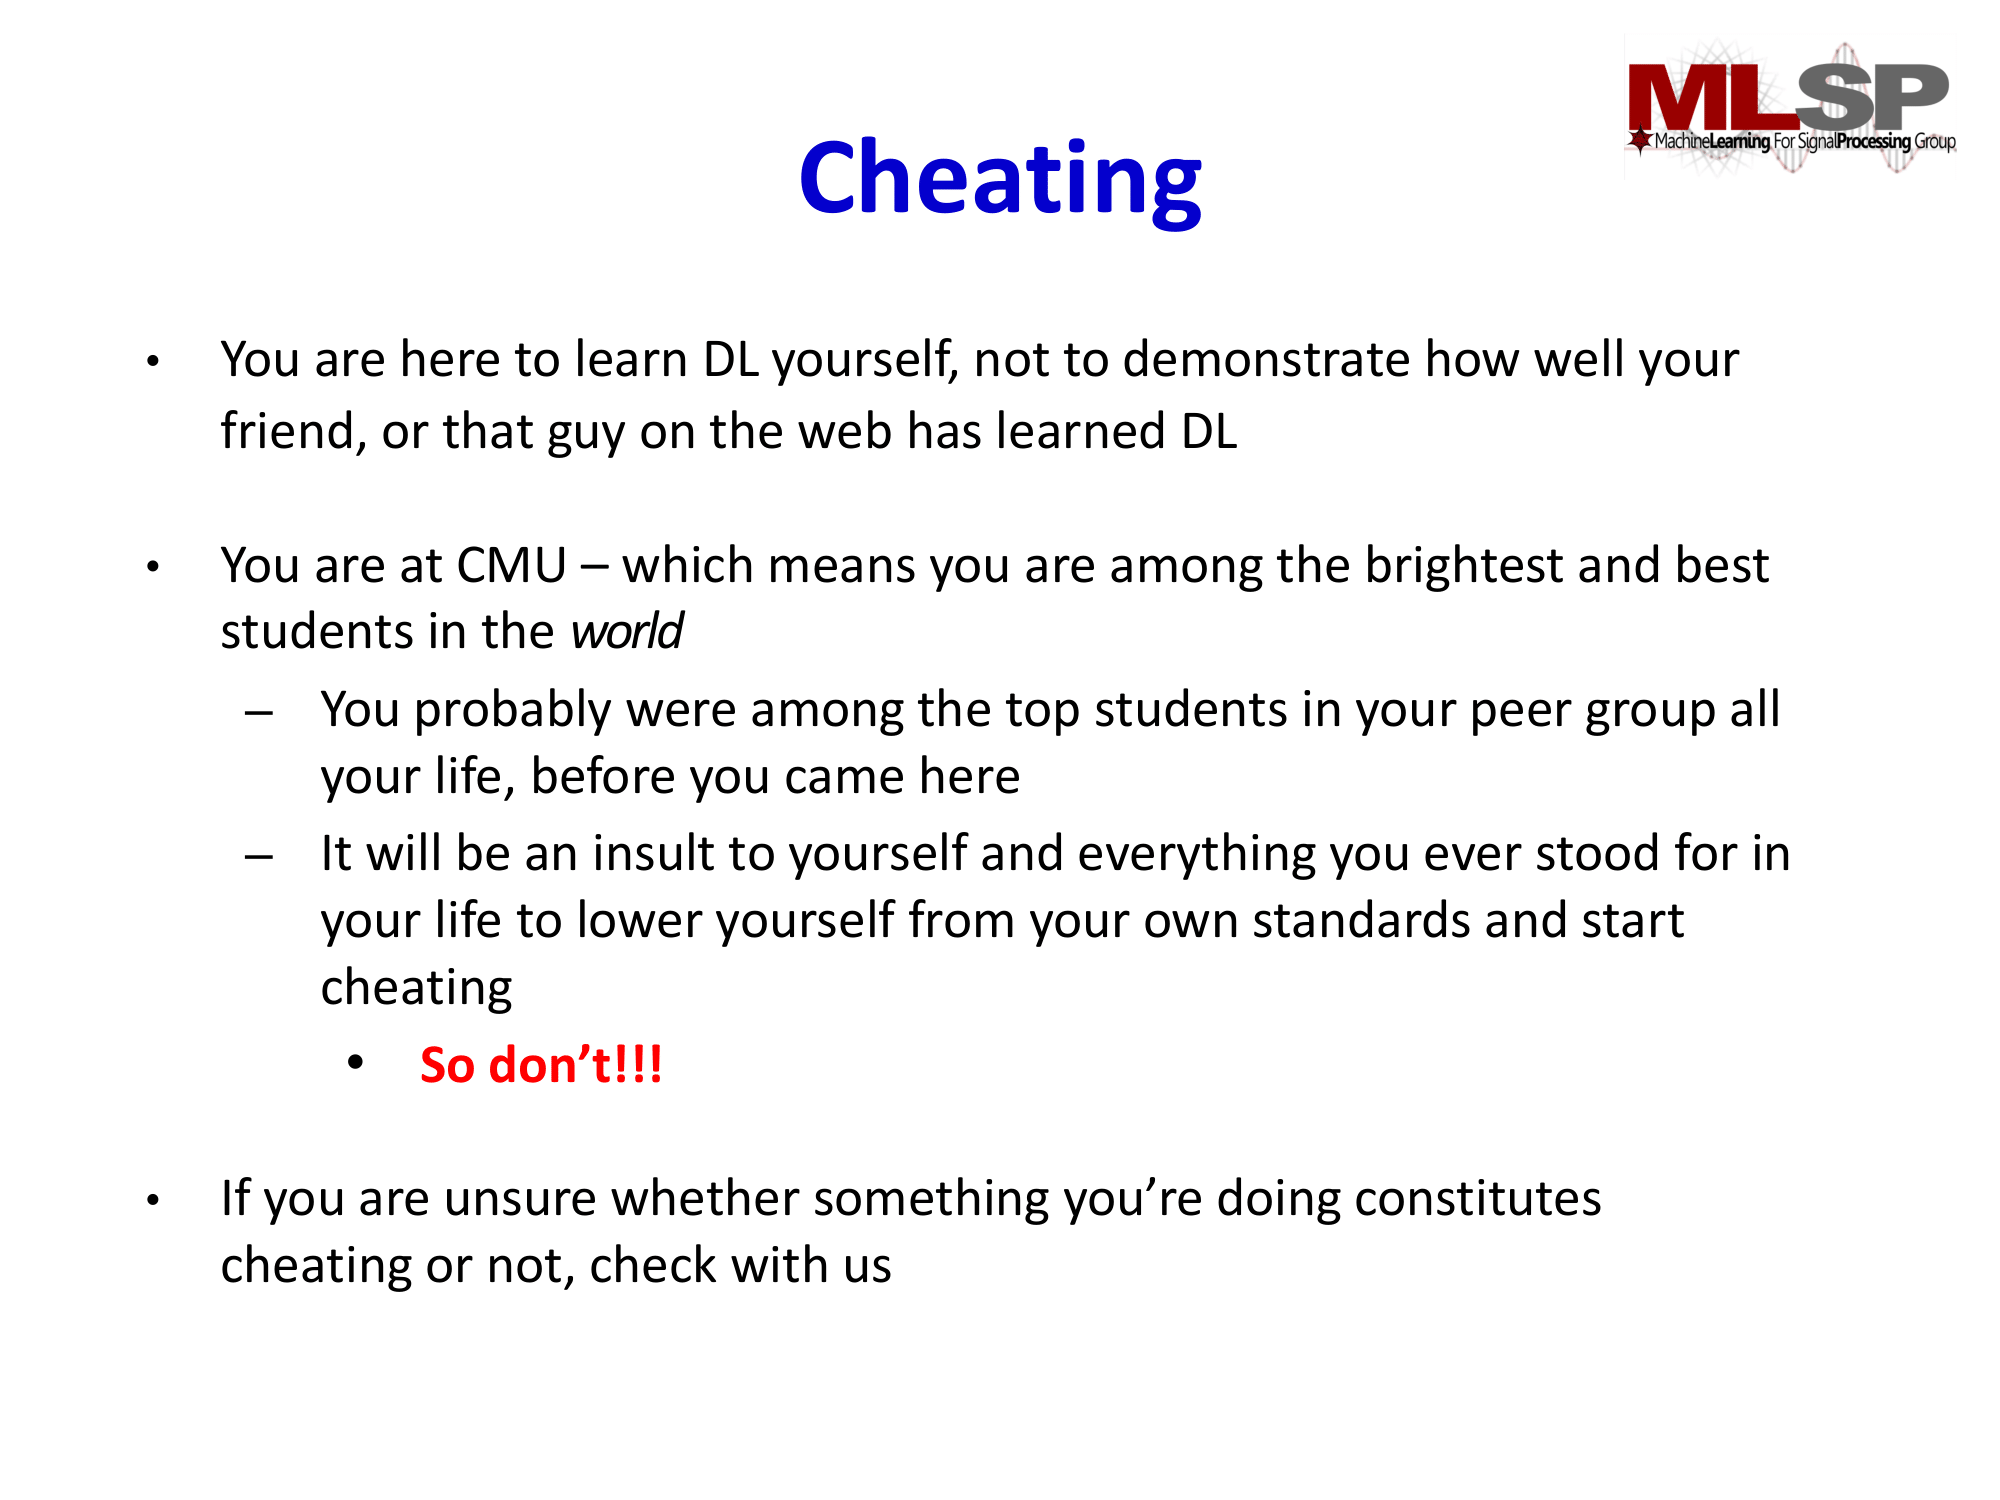 MLSP
MachineLearning For SignalProcessing Group
Cheating
• You are here to learn DL yourself, not to demonstrate how well your
friend, or that guy on the web has learned DL
• You are at CMU – which means you are among the brightest and best
students in the world
– You probably were among the top students in your peer group all
your life, before you came here
– It will be an insult to yourself and everything you ever stood for in
your life to lower yourself from your own standards and start
cheating
• So don’t!!!
• If you are unsure whether something you’re doing constitutes
cheating or not, check with us